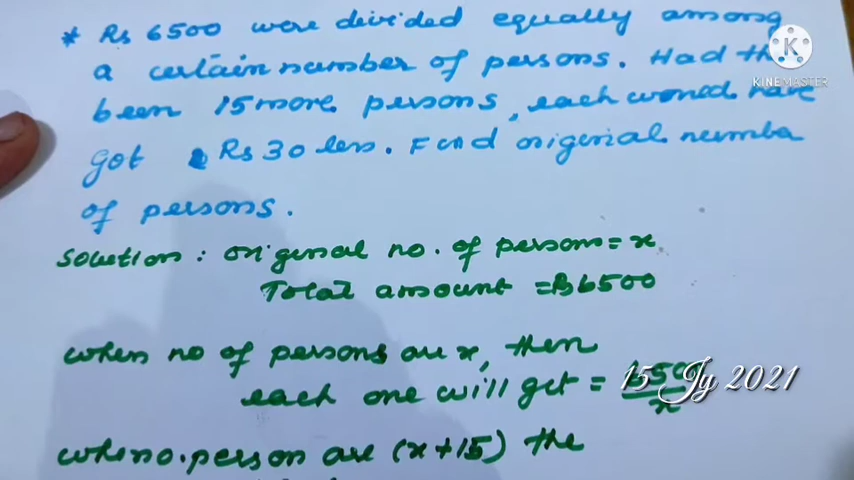 * Rs 6500 were divided equally among
a certain number of persons. Had
been 15 more persons, each would have
got Rs 30 less. Find original number
of persons.
KINEMASTER
Solution: original no. of persons = x
Total amount = Rs 6500
when no of persons are x, then
each one will get = 6500/x
15 Jy 2021
when no. person are (x+15) the